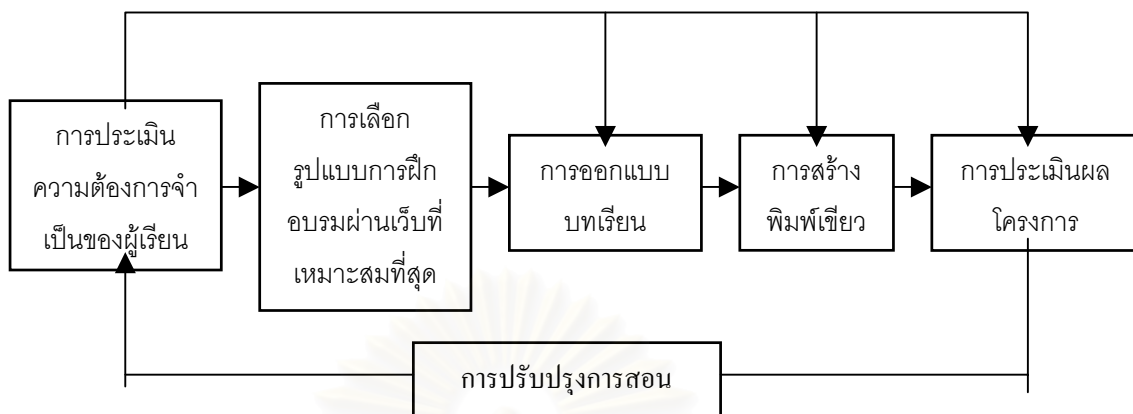 การประเมิน
ความต้องการจำ
เป็นของผู้เรียน
การเลือก
รูปแบบการฝึก
อบรมผ่านเว็บที่
เหมาะสมที่สุด
การออกแบบ
บทเรียน
การสร้าง
พิมพ์เขียว
การประเมินผล
โครงการ
การปรับปรุงการสอน